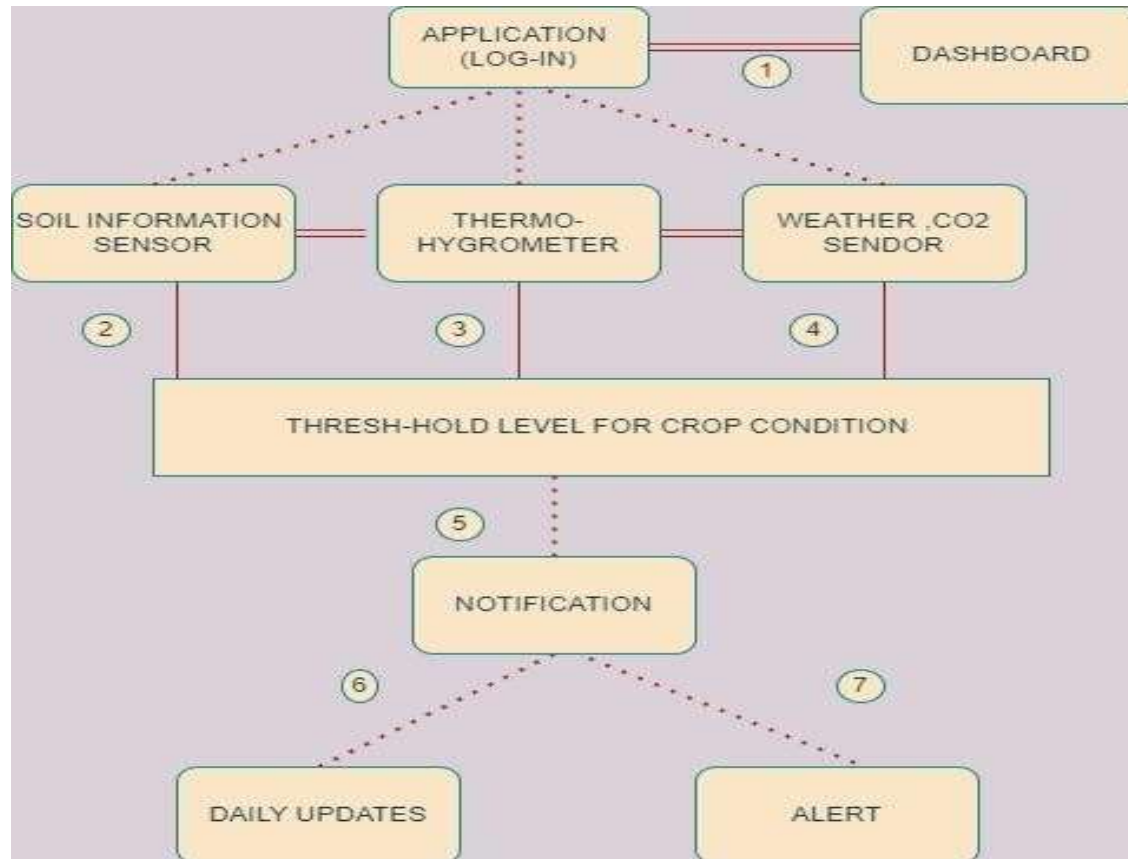 APPLICATION
(LOG-IN)
DASHBOARD
1
SOIL INFORMATION
SENSOR
THERMO-
HYGROMETER
WEATHER ,CO2
SENDOR
2
3
4
THRESH-HOLD LEVEL FOR CROP CONDITION
5
NOTIFICATION
6
7
DAILY UPDATES
ALERT